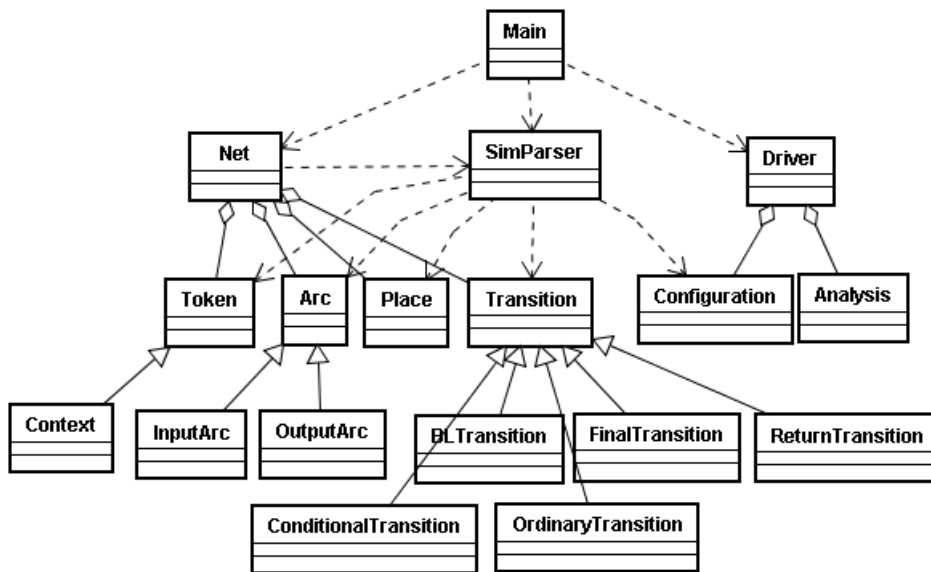 Main
Net
SimParser
Driver
Token
Arc
Place
Transition
Configuration
Analysis
Context
InputArc
OutputArc
BLTransition
FinalTransition
ReturnTransition
ConditionalTransition
OrdinaryTransition